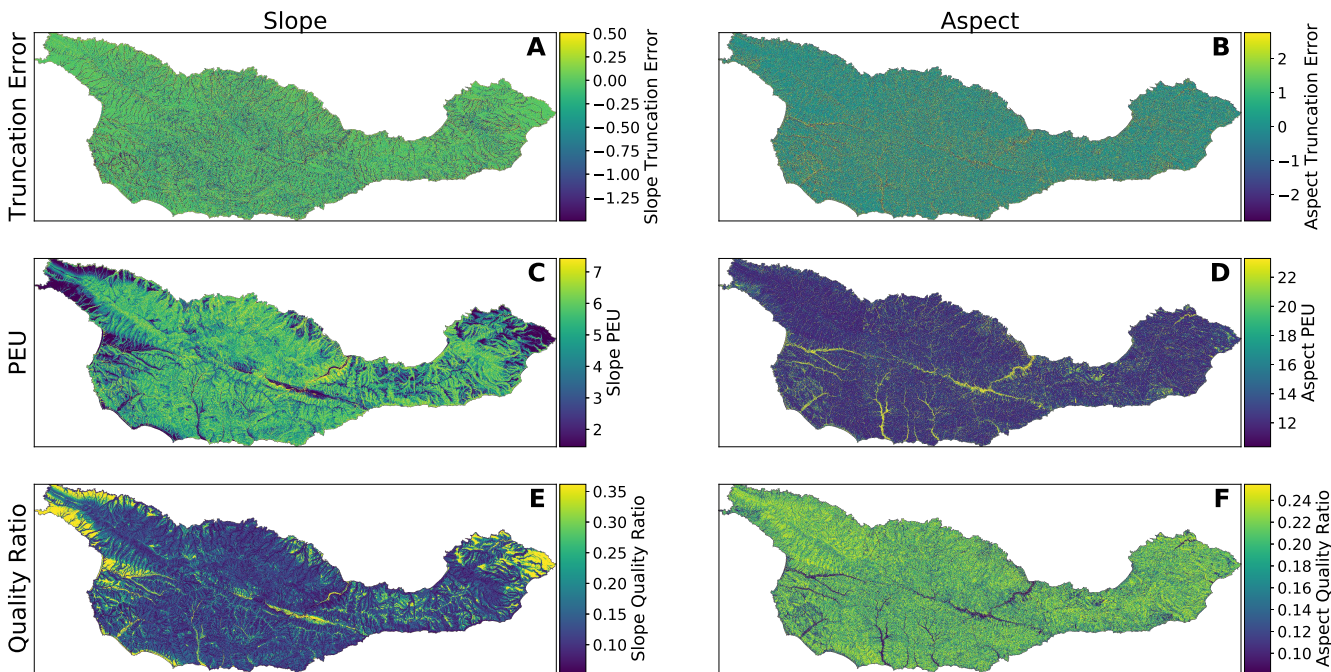 Slope
Aspect
Truncation Error
A
0.50
0.25
0.00
−0.25
−0.50
−0.75
−1.00
−1.25
Slope Truncation Error
B
2
1
0
−1
−2
Aspect Truncation Error
PEU
C
7
6
5
4
3
2
Slope PEU
D
22
20
18
16
14
12
Aspect PEU
Quality Ratio
E
0.35
0.30
0.25
0.20
0.15
0.10
Slope Quality Ratio
F
0.24
0.22
0.20
0.18
0.16
0.14
0.12
0.10
Aspect Quality Ratio